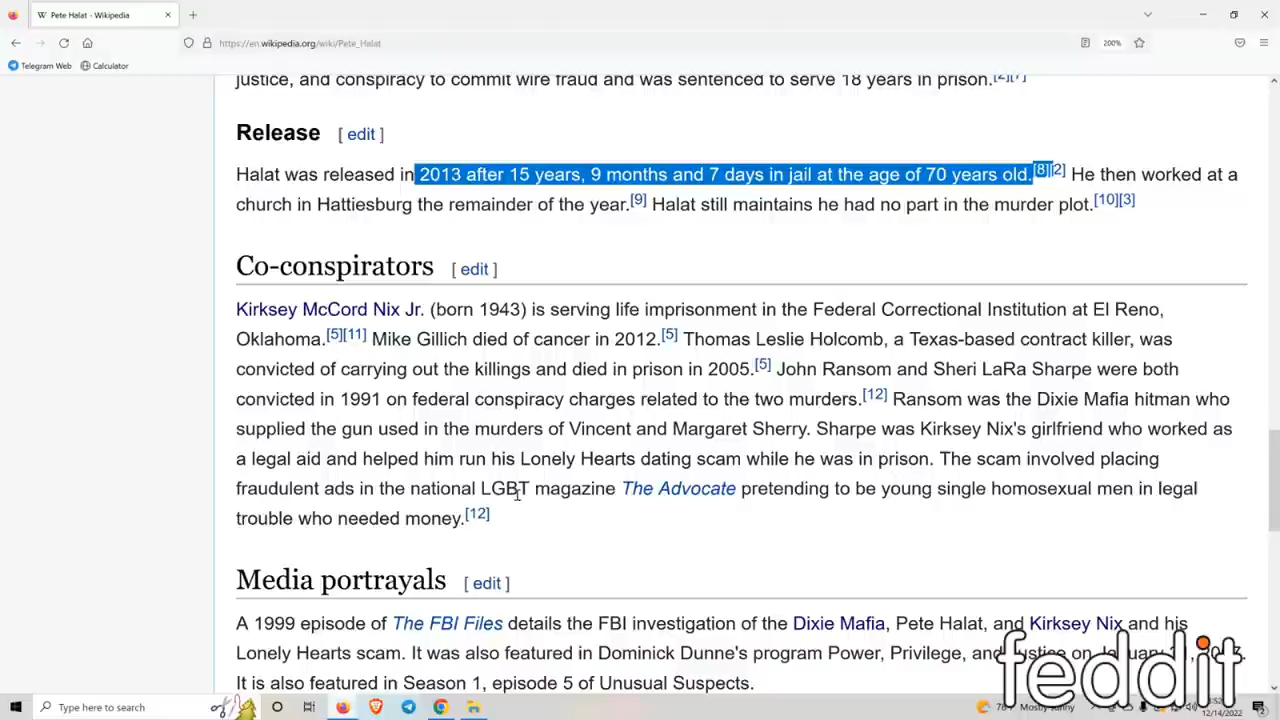 Pete Halat - Wikipedia
https://en.wikipedia.org/wiki/Pete_Halat
200%
Telegram Web
Calculator
justice, and conspiracy to commit wire fraud and was sentenced to serve 18 years in prison.[2][7]
Release [ edit ]
Halat was released in 2013 after 15 years, 9 months and 7 days in jail at the age of 70 years old.[8][2] He then worked at a
church in Hattiesburg the remainder of the year.[9] Halat still maintains he had no part in the murder plot.[10][3]
Co-conspirators [ edit ]
Kirksey McCord Nix Jr. (born 1943) is serving life imprisonment in the Federal Correctional Institution at El Reno,
Oklahoma.[5][11] Mike Gillich died of cancer in 2012.[5] Thomas Leslie Holcomb, a Texas-based contract killer, was
convicted of carrying out the killings and died in prison in 2005.[5] John Ransom and Sheri LaRa Sharpe were both
convicted in 1991 on federal conspiracy charges related to the two murders.[12] Ransom was the Dixie Mafia hitman who
supplied the gun used in the murders of Vincent and Margaret Sherry. Sharpe was Kirksey Nix's girlfriend who worked as
a legal aid and helped him run his Lonely Hearts dating scam while he was in prison. The scam involved placing
fraudulent ads in the national LGBT magazine The Advocate pretending to be young single homosexual men in legal
trouble who needed money.[12]
Media portrayals [ edit ]
A 1999 episode of The FBI Files details the FBI investigation of the Dixie Mafia, Pete Halat, and Kirksey Nix and his
Lonely Hearts scam. It was also featured in Dominick Dunne's program Power, Privilege, and Justice on
It is also featured in Season 1, episode 5 of Unusual Suspects.
feddit
Type here to search
Mostly sunny
12/14/2022